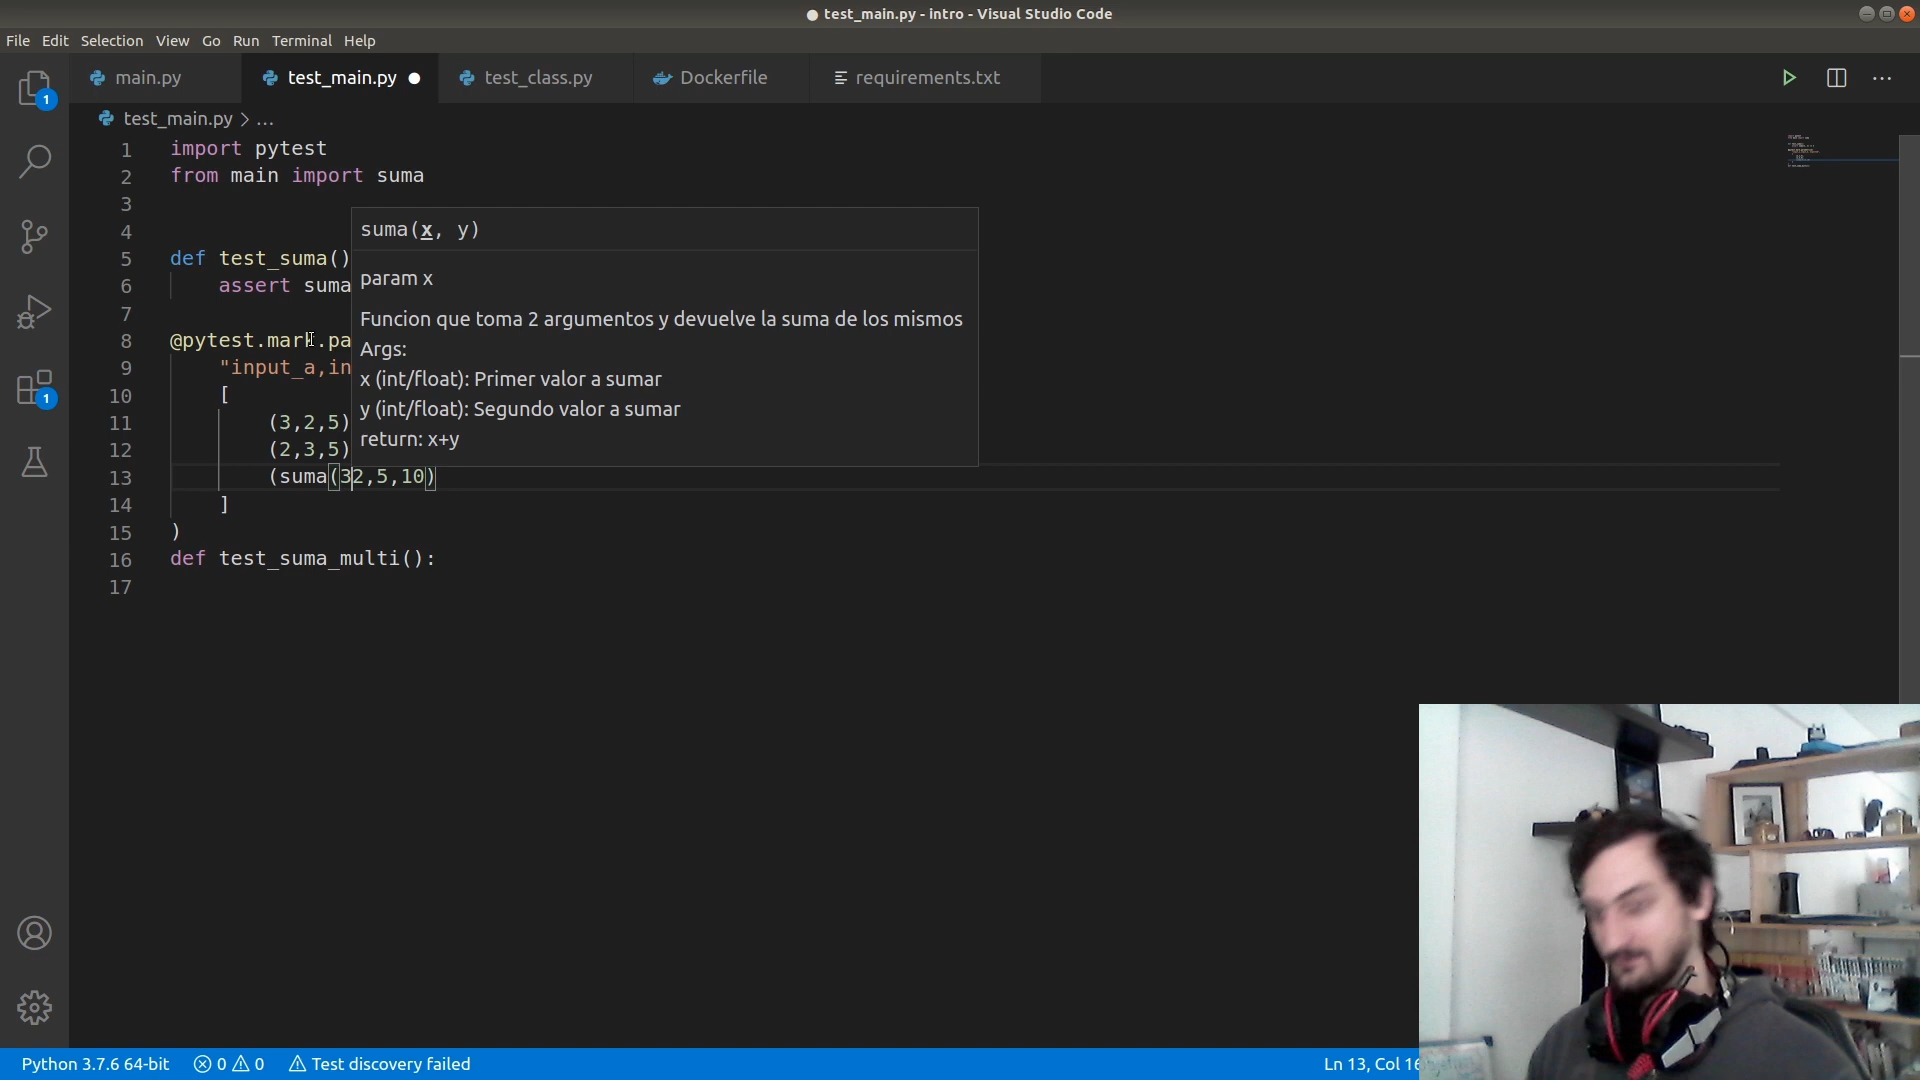 ● test_main.py - intro - Visual Studio Code
File Edit Selection View Go Run Terminal Help
main.py test_main.py ● test_class.py Dockerfile requirements.txt
1
test_main.py > ...
1 import pytest
2 from main import suma
3
4
suma(x, y)
5 def test_suma()
param x
6 assert suma
7
Funcion que toma 2 argumentos y devuelve la suma de los mismos
8 @pytest.mark.pa
Args:
9 "input_a,in
x (int/float): Primer valor a sumar
10 [
1
y (int/float): Segundo valor a sumar
11 (3,2,5)
return: x+y
12 (2,3,5)
13 (suma(32,5,10)
14 ]
15 )
16 def test_suma_multi():
17
Python 3.7.6 64-bit 0 0 Test discovery failed Ln 13, Col 16